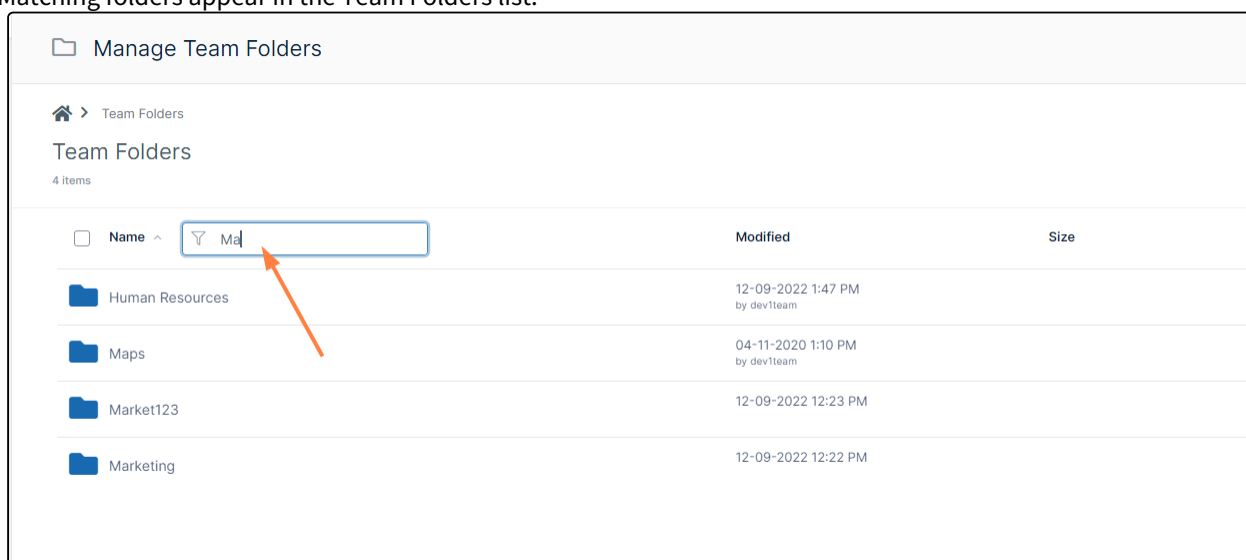 Matching folders appear in the Team Folders list.
Manage Team Folders
Team Folders
Team Folders
4 items
Name Ma Modified Size
Human Resources 12-09-2022 1:47 PM
by dev1team
Maps 04-11-2020 1:10 PM
by dev1team
Market123 12-09-2022 12:23 PM
Marketing 12-09-2022 12:22 PM